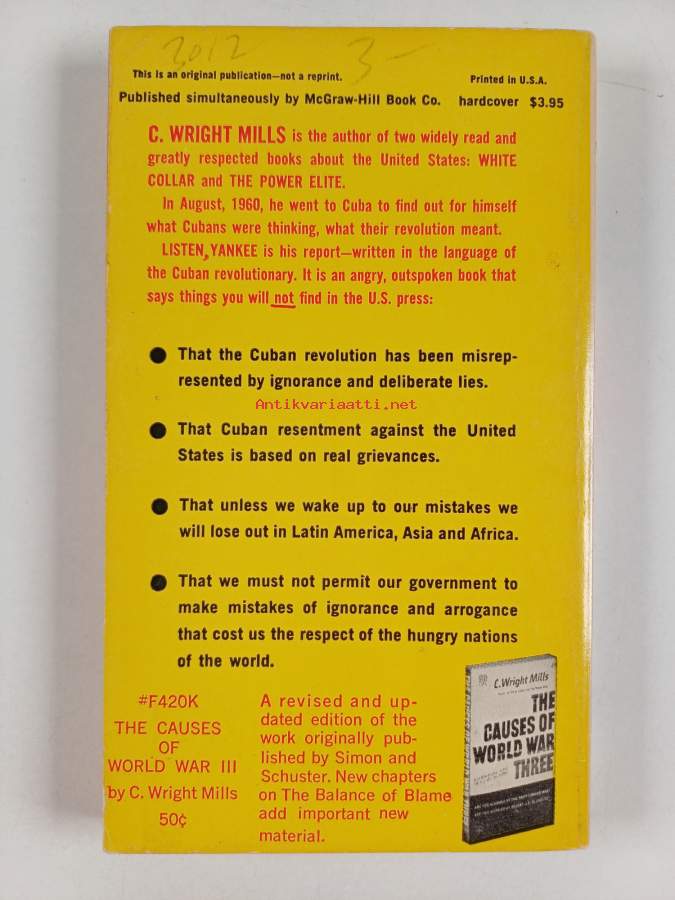 3012 3-
This is an original publication—not a reprint. Printed in U.S.A.
Published simultaneously by McGraw-Hill Book Co. hardcover $3.95
C. WRIGHT MILLS is the author of two widely read and
greatly respected books about the United States: WHITE
COLLAR and THE POWER ELITE.
In August, 1960, he went to Cuba to find out for himself
what Cubans were thinking, what their revolution meant.
LISTEN, YANKEE is his report—written in the language of
the Cuban revolutionary. It is an angry, outspoken book that
says things you will not find in the U.S. press:
● That the Cuban revolution has been misrep-
resented by ignorance and deliberate lies.
Antikvariaatti.net
● That Cuban resentment against the United
States is based on real grievances.
● That unless we wake up to our mistakes we
will lose out in Latin America, Asia and Africa.
● That we must not permit our government to
make mistakes of ignorance and arrogance
that cost us the respect of the hungry nations
of the world.
#F420K
THE CAUSES
OF
WORLD WAR III
by C. Wright Mills
50¢
A revised and up-
dated edition of the
work originally pub-
lished by Simon and
Schuster. New chapters
on The Balance of Blame
add important new
material.
C. Wright Mills
THE
CAUSES OF
WORLD WAR
THREE